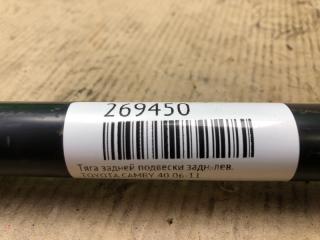 269450
Тяга задней подвески задн.лев.
TOYOTA CAMRY 40 06-11